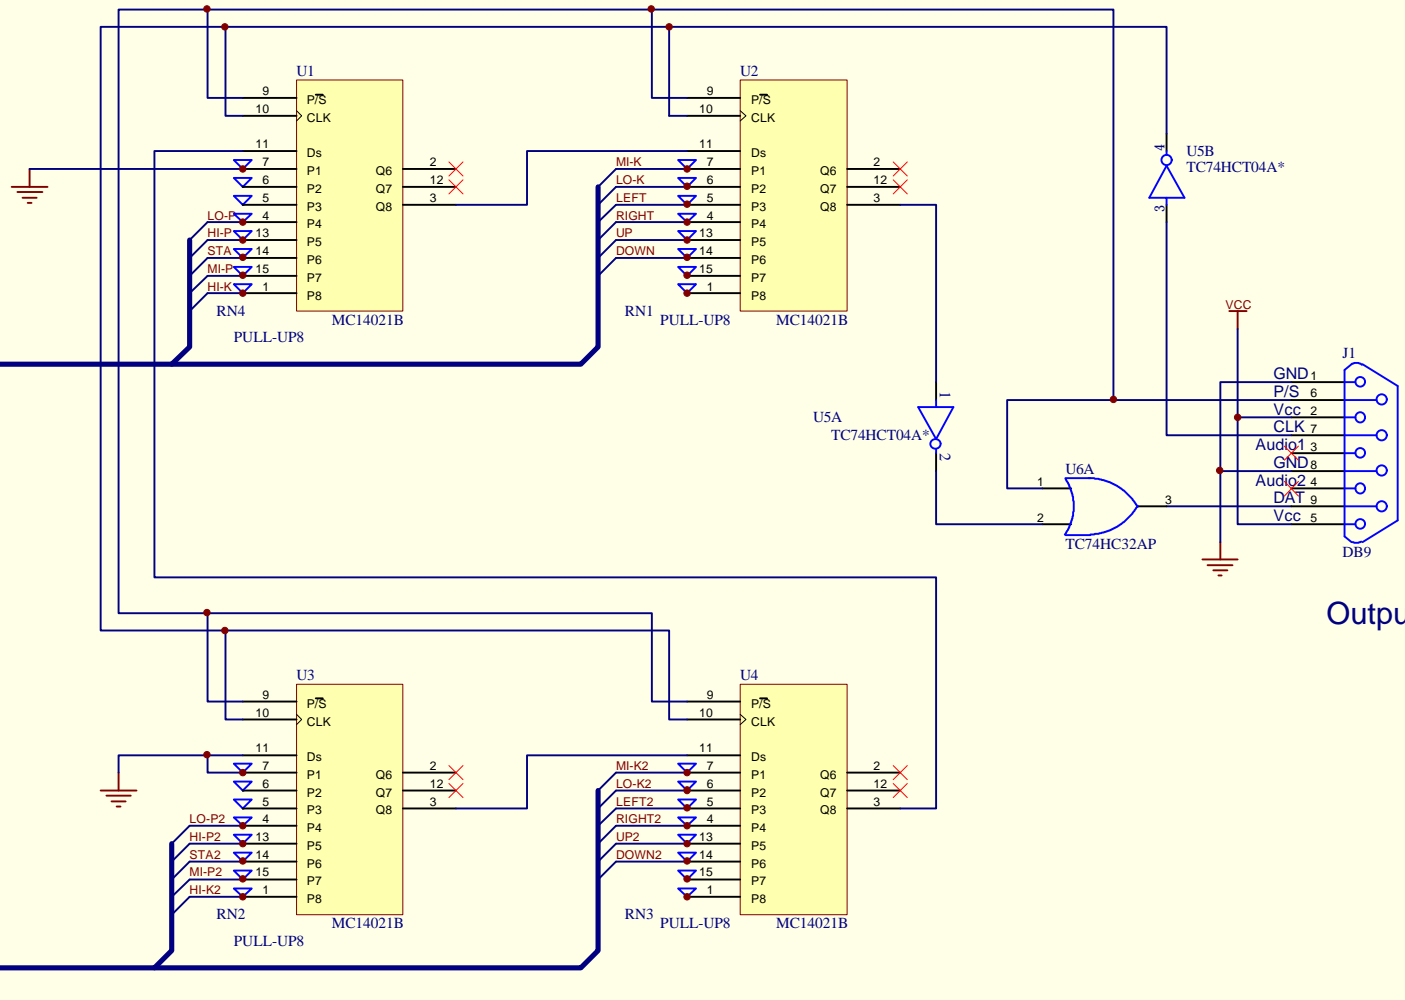 U1
9 P/S
10 CLK
11 Ds
7 P1 Q6 2
6 P2 Q7 12
5 P3 Q8 3
LO-P 4 P4
HI-P 13 P5
STA 14 P6
MI-P 15 P7
HI-K 1 P8
RN4
MC14021B
PULL-UP8
U2
9 P/S
10 CLK
11 Ds
MI-K 7 P1 Q6 2
LO-K 6 P2 Q7 12
LEFT 5 P3 Q8 3
RIGHT 4 P4
UP 13 P5
DOWN 14 P6
15 P7
1 P8
RN1
PULL-UP8
MC14021B
4
U5B
TC74HCT04A*
3
VCC
1
U5A
TC74HCT04A*
2
U6A
1
2
3
TC74HC32AP
J1
GND 1
P/S 6
Vcc 2
CLK 7
Audio1 3
GND 8
Audio2 4
DAT 9
Vcc 5
DB9
Outpu
U3
9 P/S
10 CLK
11 Ds
7 P1 Q6 2
6 P2 Q7 12
5 P3 Q8 3
LO-P2 4 P4
HI-P2 13 P5
STA2 14 P6
MI-P2 15 P7
HI-K2 1 P8
RN2
MC14021B
PULL-UP8
U4
9 P/S
10 CLK
11 Ds
MI-K2 7 P1 Q6 2
LO-K2 6 P2 Q7 12
LEFT2 5 P3 Q8 3
RIGHT2 4 P4
UP2 13 P5
DOWN2 14 P6
15 P7
1 P8
RN3
PULL-UP8
MC14021B